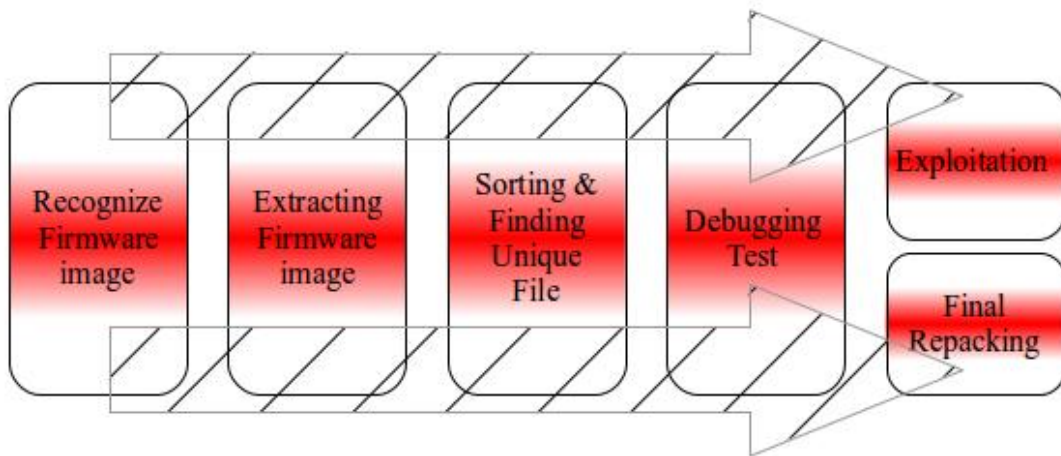 Recognize
Firmware
image
Extracting
Firmware
image
Sorting &
Finding
Unique
File
Debugging
Test
Exploitation
Final
Repacking